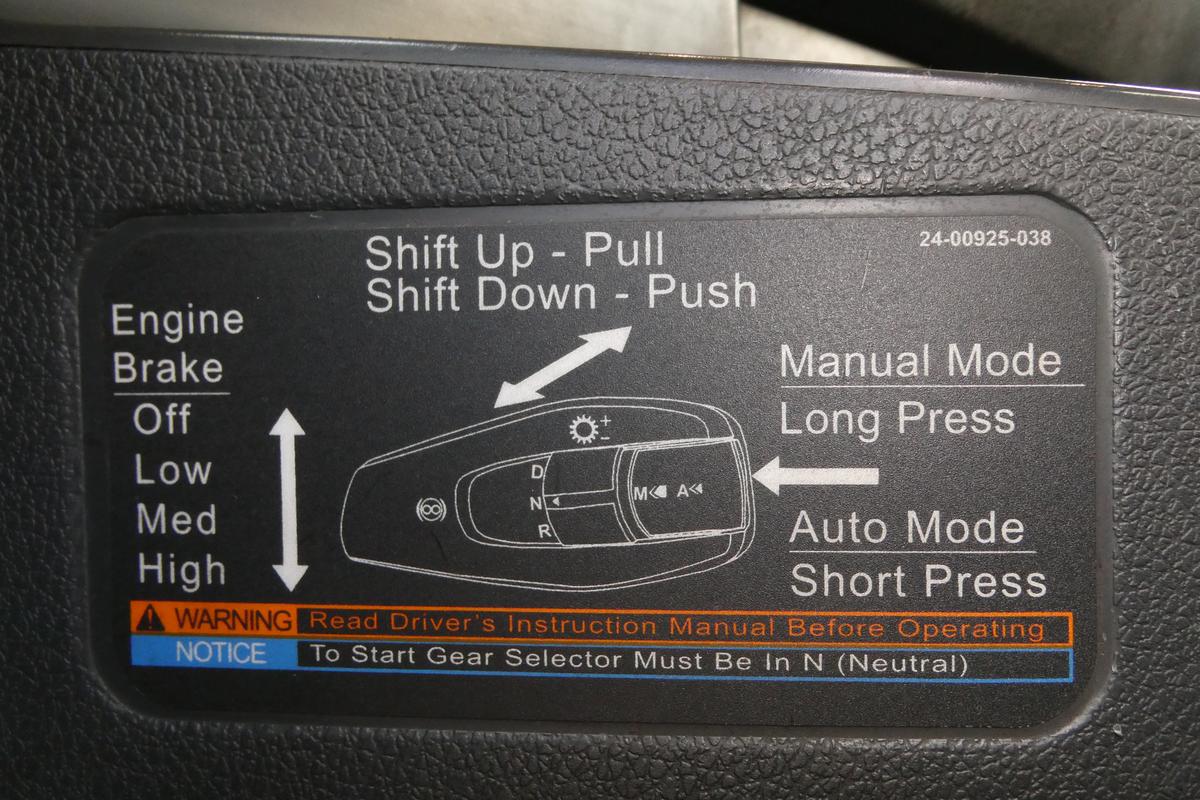 Shift Up - Pull
Shift Down - Push
24-00925-038
Engine
Brake
Off
Low
Med
High
D
N
R
+
-
M A
Manual Mode
Long Press
Auto Mode
Short Press
WARNING Read Driver's Instruction Manual Before Operating
NOTICE To Start Gear Selector Must Be In N (Neutral)